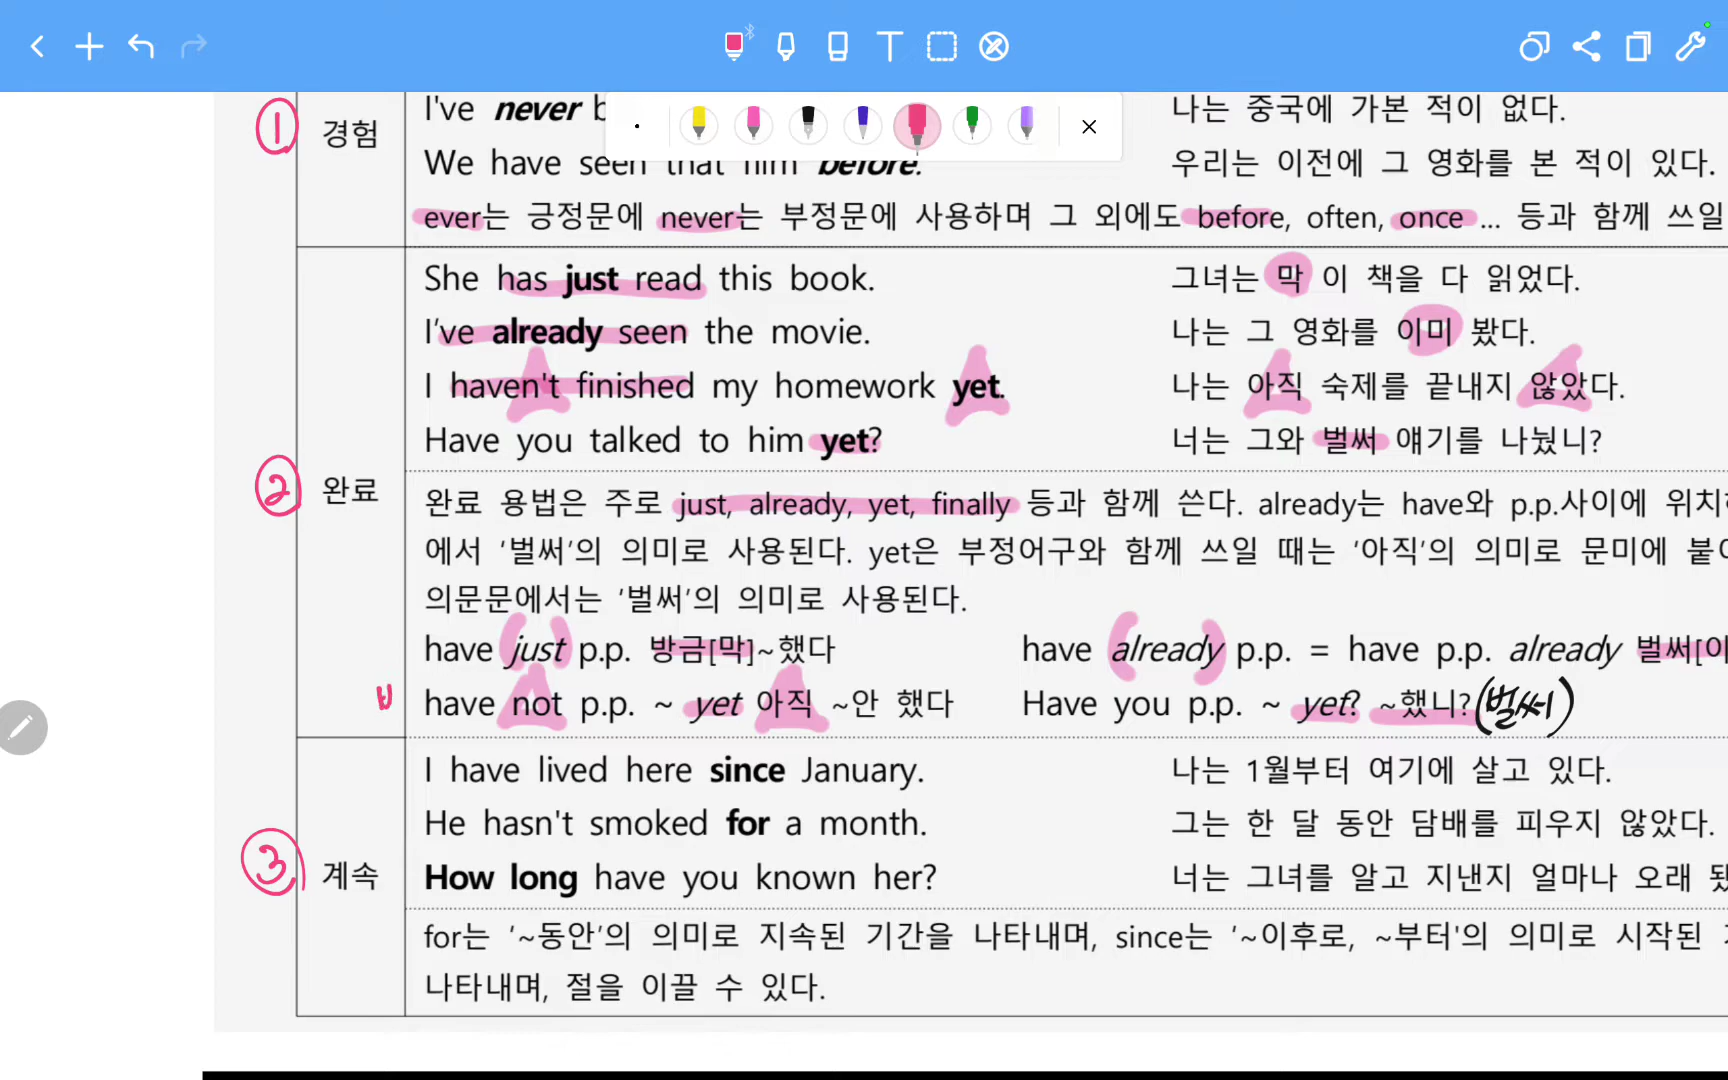 ① 경험
I've never 나는 중국에 가본 적이 없다.
We have seen that him before. 우리는 이전에 그 영화를 본 적이 있다.
ever는 긍정문에 never는 부정문에 사용하며 그 외에도 before, often, once ... 등과 함께 쓰일
She has just read this book. 그녀는 막 이 책을 다 읽었다.
I've already seen the movie. 나는 그 영화를 이미 봤다.
I haven't finished my homework yet. 나는 아직 숙제를 끝내지 않았다.
Have you talked to him yet? 너는 그와 벌써 얘기를 나눴니?
② 완료
완료 용법은 주로 just, already, yet, finally 등과 함께 쓴다. already는 have와 p.p.사이에 위치
에서 '벌써'의 의미로 사용된다. yet은 부정어구와 함께 쓰일 때는 '아직'의 의미로 문미에
의문문에서는 '벌써'의 의미로 사용된다.
have just p.p. 방금[막]~했다 have already p.p. = have p.p. already 벌써[이
have not p.p. ~ yet 아직 ~안 했다 Have you p.p. ~ yet? ~했니? (벌써)
I have lived here since January. 나는 1월부터 여기에 살고 있다.
He hasn't smoked for a month. 그는 한 달 동안 담배를 피우지 않았다.
③ 계속
How long have you known her? 너는 그녀를 알고 지낸지 얼마나 오래
for는 '~동안'의 의미로 지속된 기간을 나타내며, since는 '~이후로, ~부터'의 의미로 시작된
나타내며, 절을 이끌 수 있다.